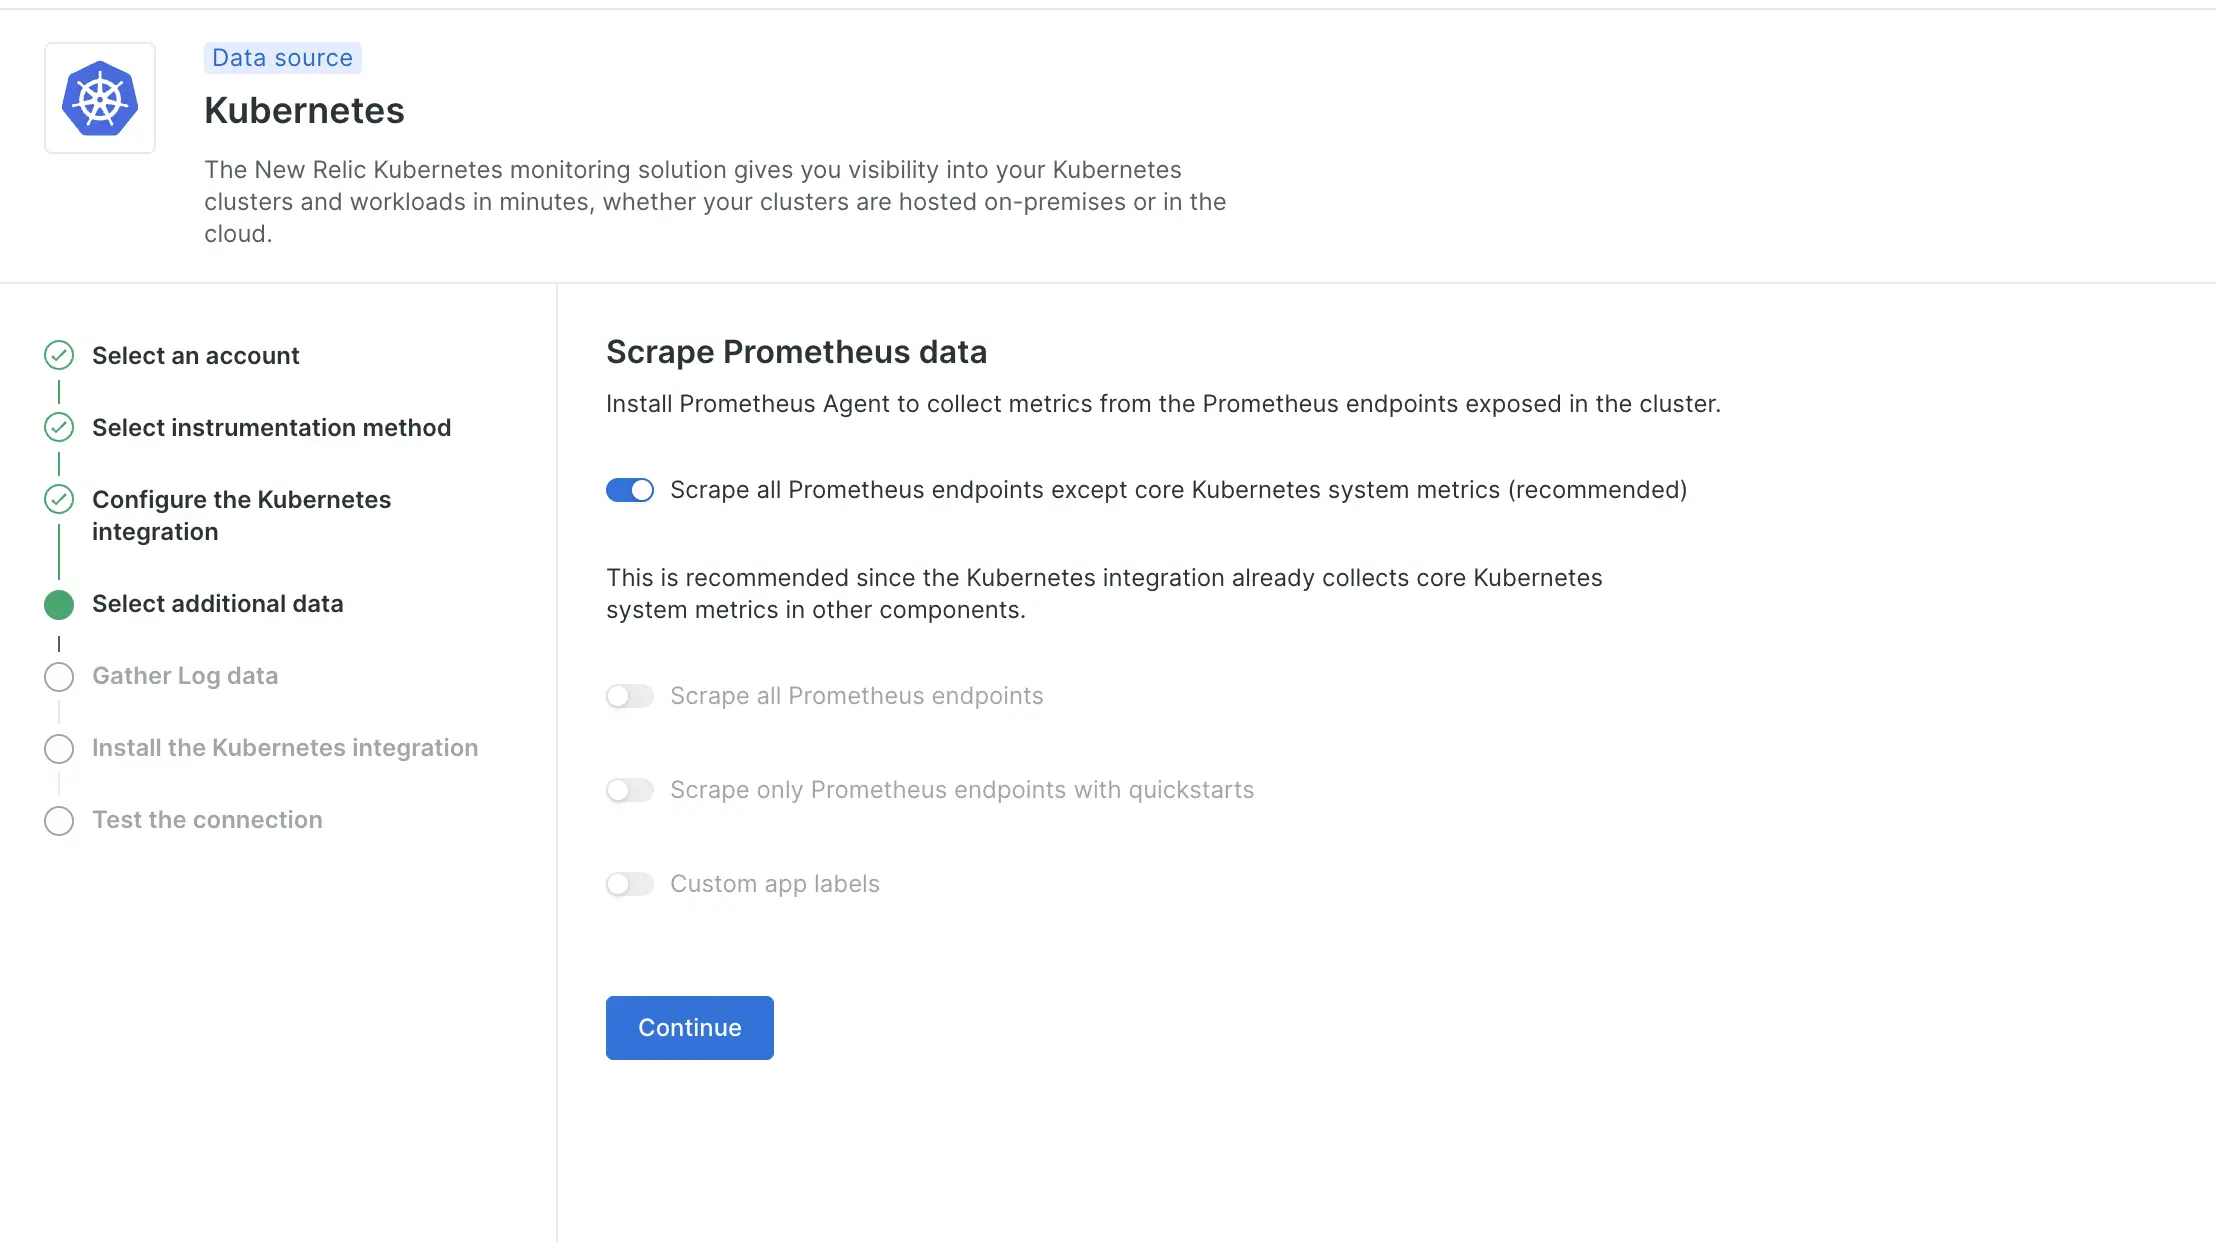 Data source
Kubernetes
The New Relic Kubernetes monitoring solution gives you visibility into your Kubernetes
clusters and workloads in minutes, whether your clusters are hosted on-premises or in the
cloud.
Select an account
Select instrumentation method
Configure the Kubernetes
integration
Select additional data
Gather Log data
Install the Kubernetes integration
Test the connection
Scrape Prometheus data
Install Prometheus Agent to collect metrics from the Prometheus endpoints exposed in the cluster.
Scrape all Prometheus endpoints except core Kubernetes system metrics (recommended)
This is recommended since the Kubernetes integration already collects core Kubernetes
system metrics in other components.
Scrape all Prometheus endpoints
Scrape only Prometheus endpoints with quickstarts
Custom app labels
Continue